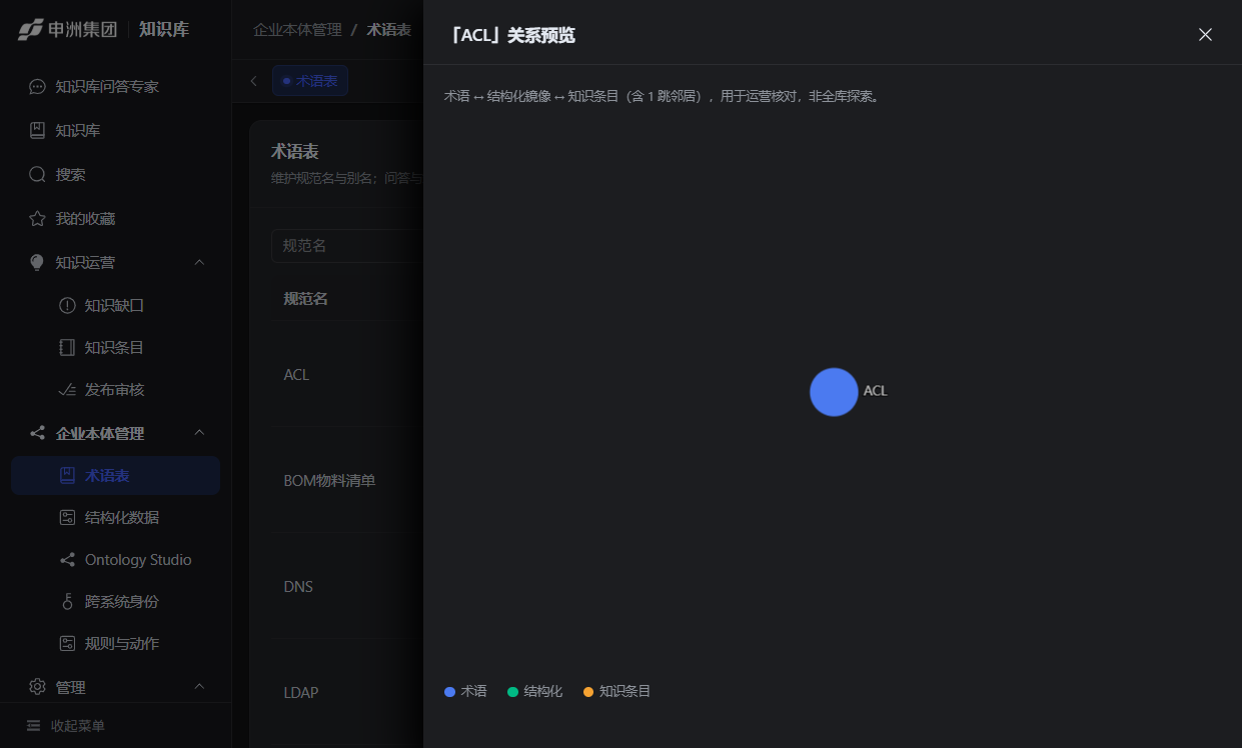 申洲集团 知识库
知识库问答专家
知识库
搜索
我的收藏
知识运营
知识缺口
知识条目
发布审核
企业本体管理
术语表
结构化数据
Ontology Studio
跨系统身份
规则与动作
管理
收起菜单
企业本体管理 / 术语表
术语表
术语表
维护规范名与别名；问答与
规范名
规范名
ACL
BOM物料清单
DNS
LDAP
「ACL」关系预览
术语 ↔ 结构化镜像 ↔ 知识条目（含 1 跳邻居），用于运营核对，非全库探索。
ACL
术语 结构化 知识条目